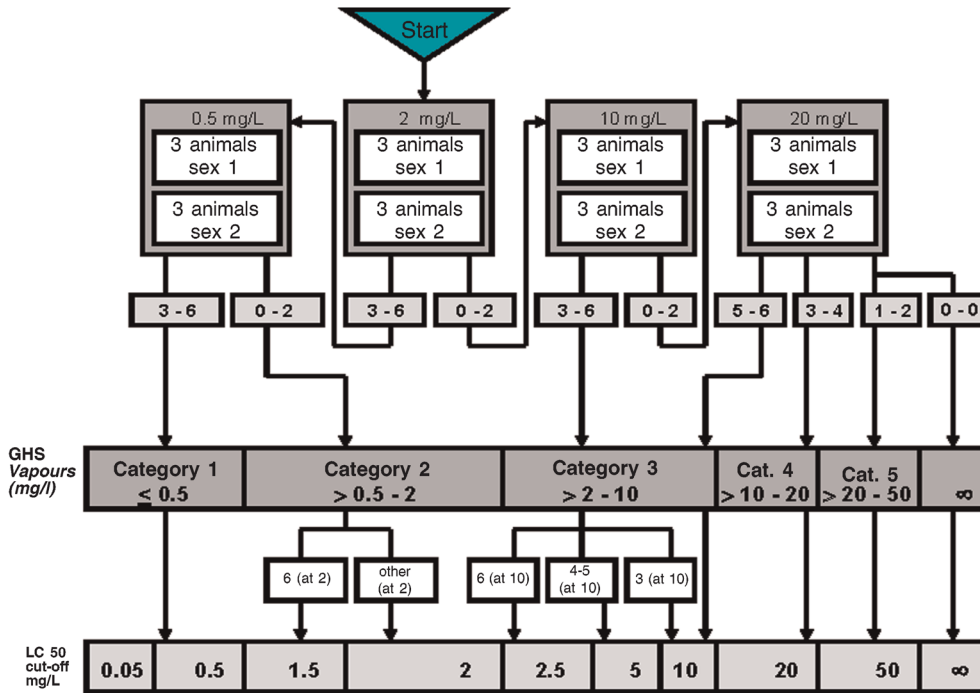 Start
0.5 mg/L
3 animals
sex 1
3 animals
sex 2
2 mg/L
3 animals
sex 1
3 animals
sex 2
10 mg/L
3 animals
sex 1
3 animals
sex 2
20 mg/L
3 animals
sex 1
3 animals
sex 2
3 - 6
0 - 2
3 - 6
0 - 2
3 - 6
0 - 2
5 - 6
3 - 4
1 - 2
0 - 0
GHS
Vapours
(mg/l)
Category 1
≤ 0.5
Category 2
> 0.5 - 2
Category 3
> 2 - 10
Cat. 4
> 10 - 20
Cat. 5
> 20 - 50
∞
6 (at 2)
other
(at 2)
6 (at 10)
4-5
(at 10)
3 (at 10)
LC 50
cut-off
mg/L
0.05
0.5
1.5
2
2.5
5
10
20
50
∞